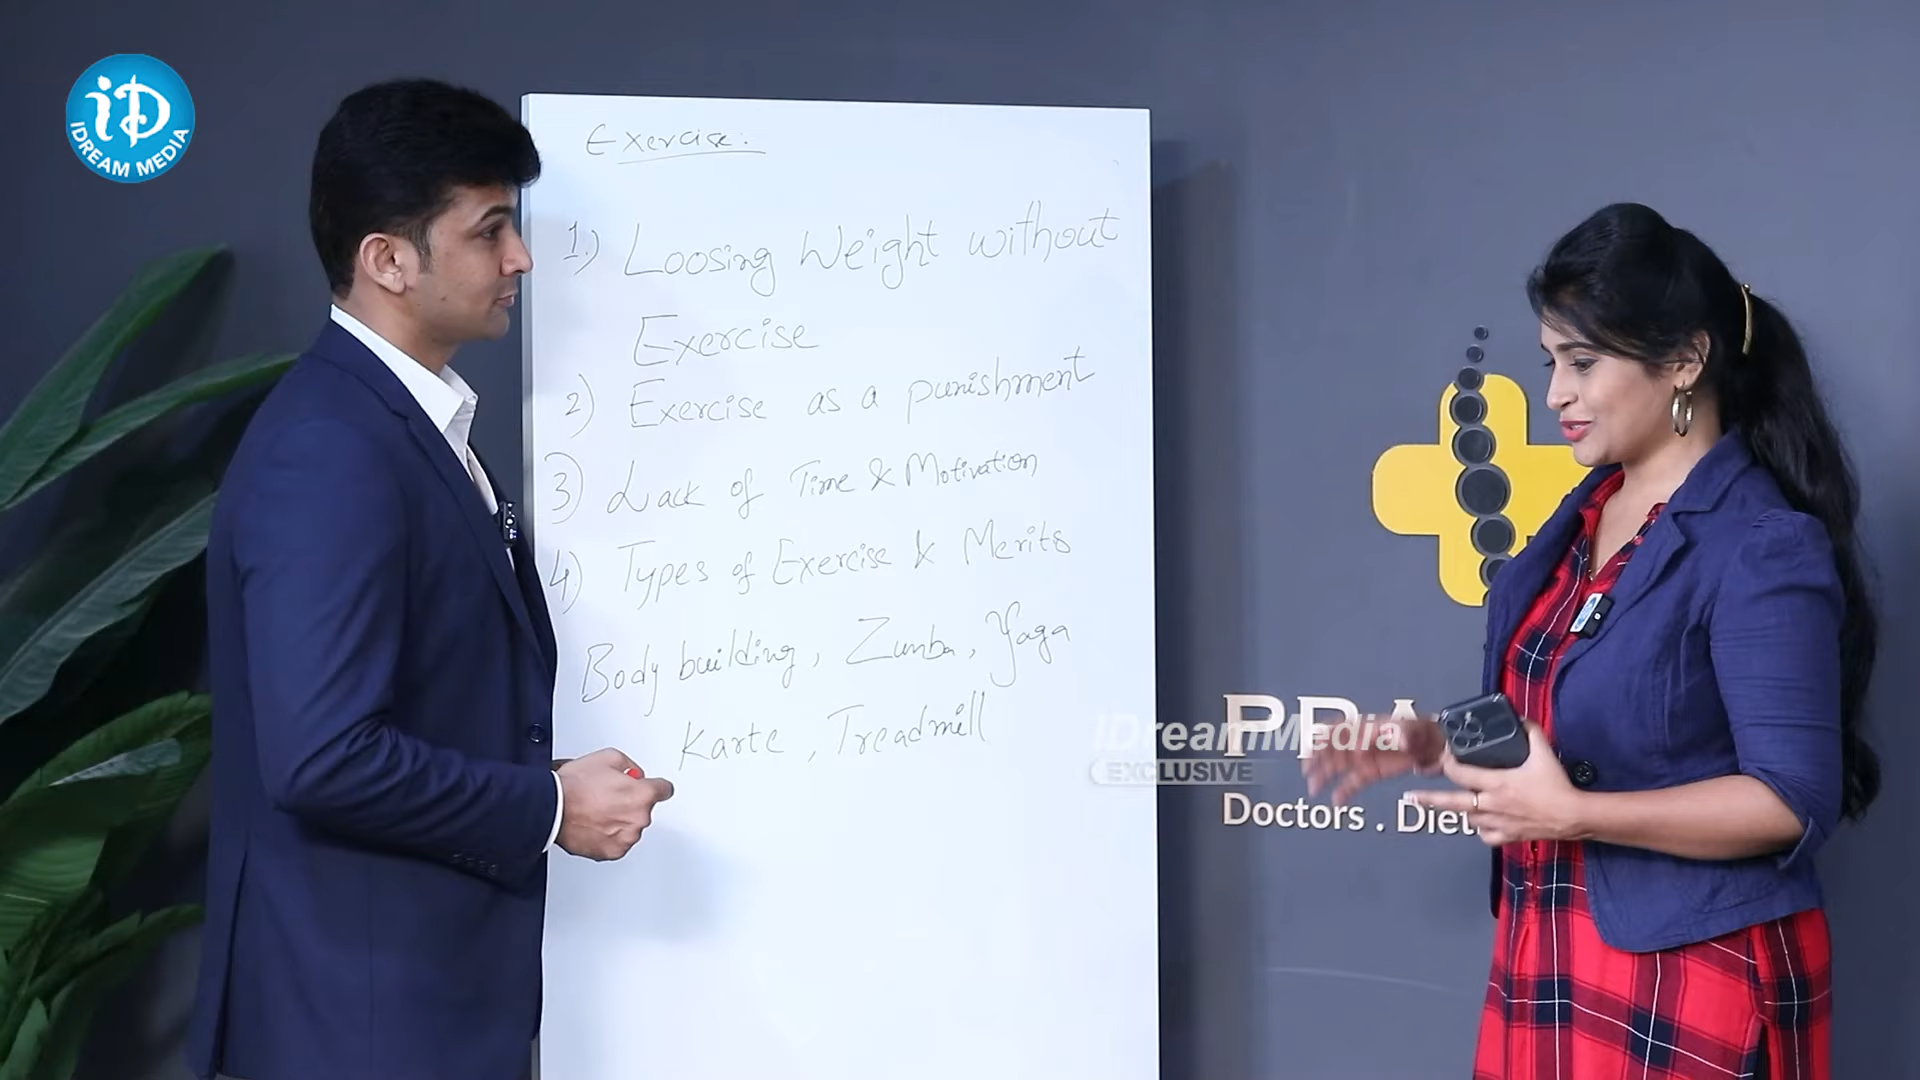 iD
IDREAM MEDIA
Exercise:
1.) Loosing Weight without
Exercise
2) Exercise as a punishment
3) Lack of Time & Motivation
4) Types of Exercise & Merits
Body building, Zumba, Yoga
Karte, Treadmill
iDreamMedia
EXCLUSIVE
Doctors .